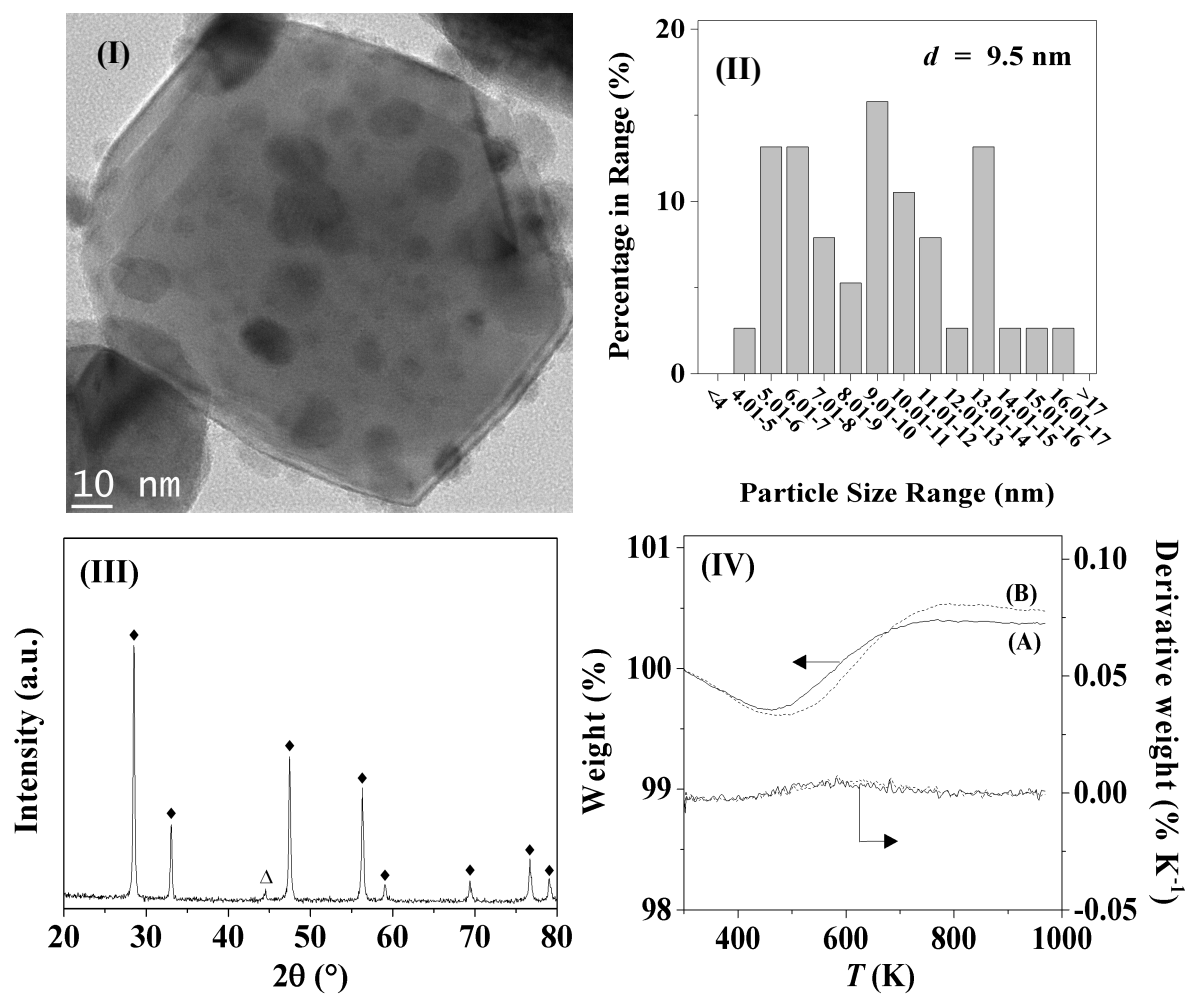 (I)
10 nm
(II)
d = 9.5 nm
Percentage in Range (%)
20
10
0
<4
4.01-5
5.01-6
6.01-7
7.01-8
8.01-9
9.01-10
10.01-11
11.01-12
12.01-13
13.01-14
14.01-15
15.01-16
16.01-17
>17
Particle Size Range (nm)
(III)
Intensity (a.u.)
20 30 40 50 60 70 80
2θ (°)
(IV)
Weight (%)
101
100
99
98
(B)
(A)
0.10
0.05
0.00
-0.05
Derivative weight (% K⁻¹)
400 600 800 1000
T (K)